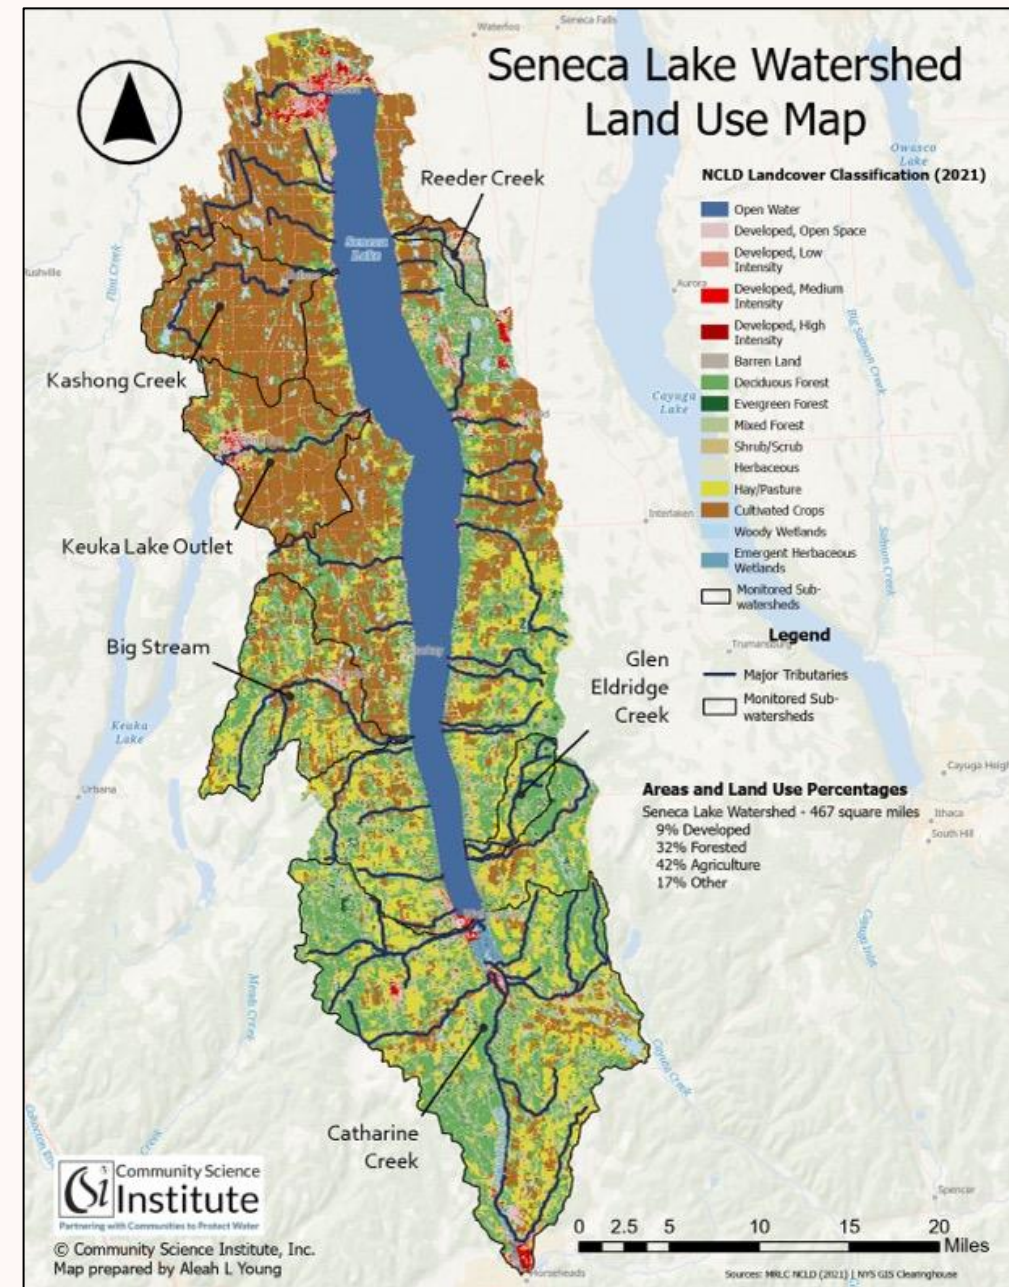 Waterloo
Seneca Falls
Seneca Lake Watershed
Land Use Map
Owasco
Lake
NCLD Landcover Classification (2021)
Reeder Creek
Open Water
Developed, Open Space
Developed, Low
Intensity
Developed, Medium
Intensity
Developed, High
Intensity
Barren Land
Deciduous Forest
Evergreen Forest
Mixed Forest
Shrub/Scrub
Herbaceous
Hay/Pasture
Cultivated Crops
Woody Wetlands
Emergent Herbaceous
Wetlands
Monitored Sub-
watersheds
Legend
Major Tributaries
Monitored Sub-
watersheds
Seneca
Lake
Flint Creek
Rushville
Aurora
Big Salmon Creek
Kashong Creek
Cayuga
Lake
Interlaken
Salmon Creek
Keuka Lake Outlet
Big Stream
Glen
Eldridge
Creek
Trumansburg
Keuka
Lake
Urbana
Cayuga Heigh
Ithaca
South Hill
Areas and Land Use Percentages
Seneca Lake Watershed - 467 square miles
9% Developed
32% Forested
42% Agriculture
17% Other
Cayuga Inlet
Meads Creek
Cayuta Creek
Catharine
Creek
Creek
Spencer
CSi
Community Science
Institute
Partnering with Communities to Protect Water
© Community Science Institute, Inc.
Map prepared by Aleah L Young
0 2.5 5 10 15 20
Miles
Horseheads
Sources: MRLC NCLD (2021) | NYS GIS Clearinghouse